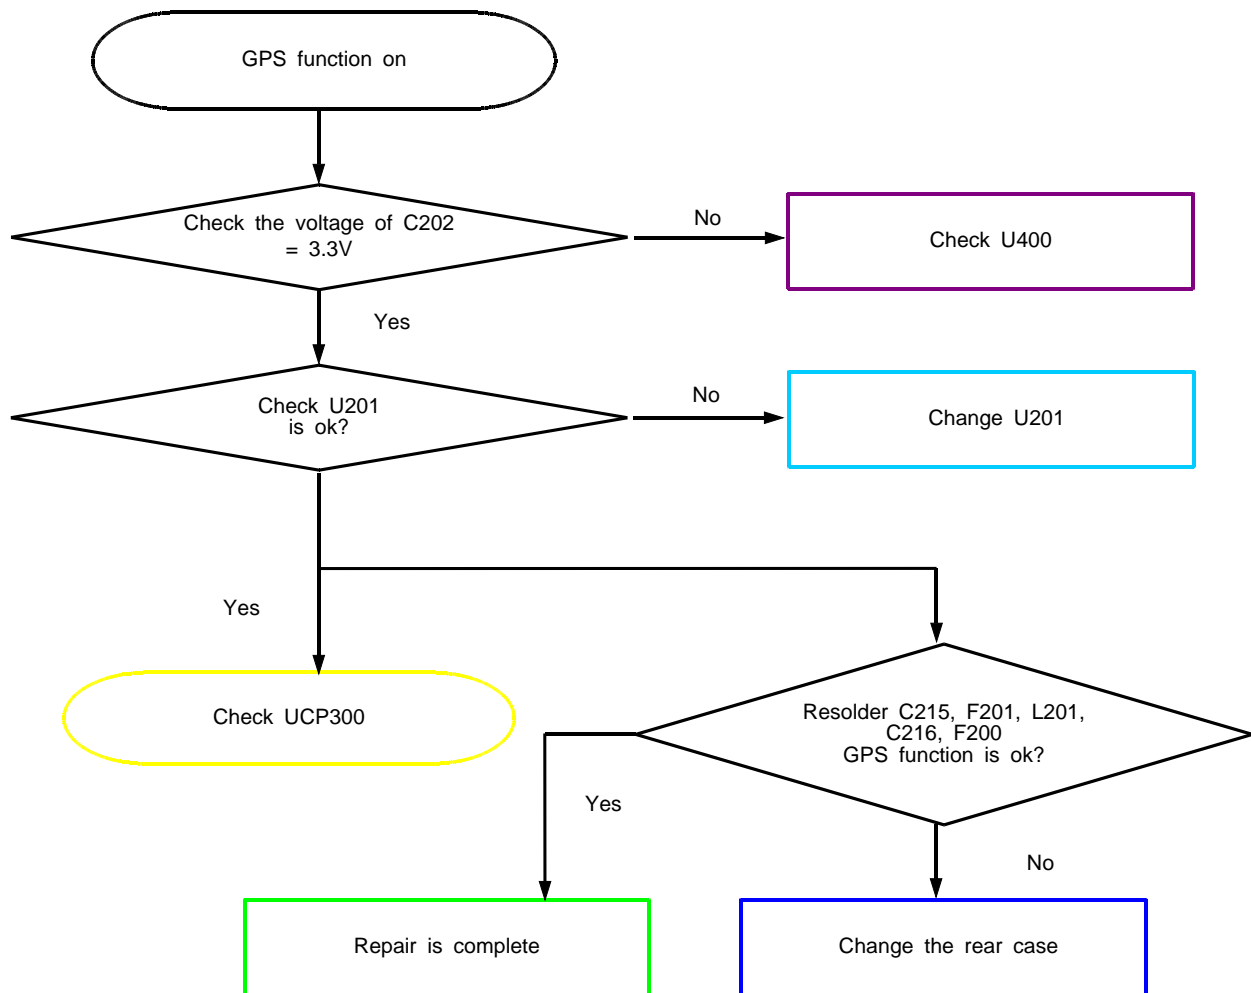 GPS function on
Check the voltage of C202
= 3.3V
No
Check U400
Yes
Check U201
is ok?
No
Change U201
Yes
Check UCP300
Resolder C215, F201, L201,
C216, F200
GPS function is ok?
Yes
No
Repair is complete
Change the rear case